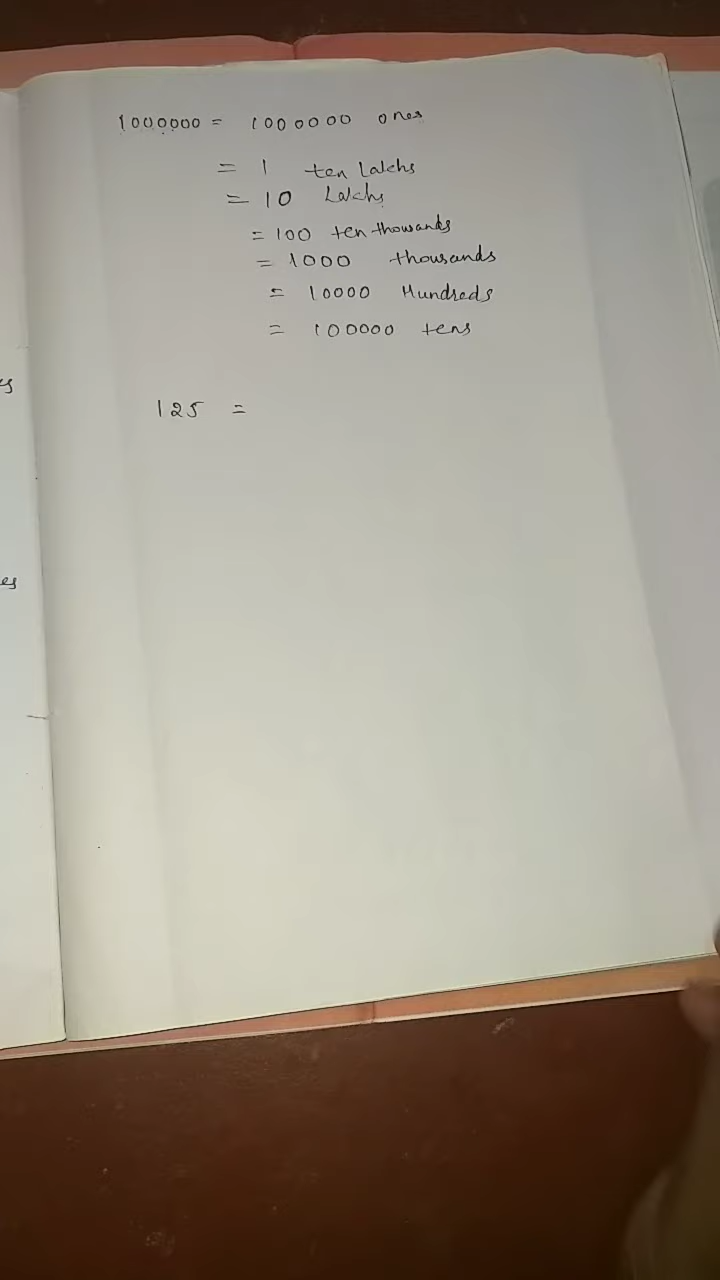 1000000 = 1000000 ones
= 1 ten Lakhs
= 10 Lakhs
= 100 ten thousands
= 1000 thousands
= 10000 Hundreds
= 100000 tens
125 =